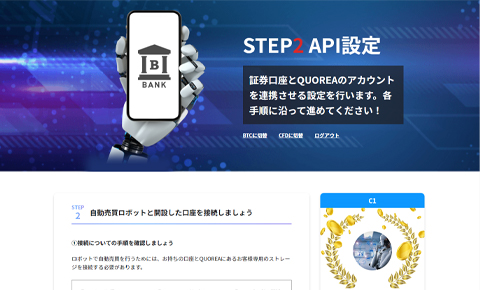 B
BANK
STEP2 API設定
証券口座とQUOREAのアカウント
を連携させる設定を行います。各
手順に沿って進めてください！
BTCに切替 CFDに切替 ログアウト
STEP
2
自動売買ロボットと開設した口座を接続しましょう
①接続についての手順を確認しましょう
ロボットで自動売買を行うためには、お持ちの口座とQUOREAにあるお客様専用のストレー
ジを接続する必要があります。
C1